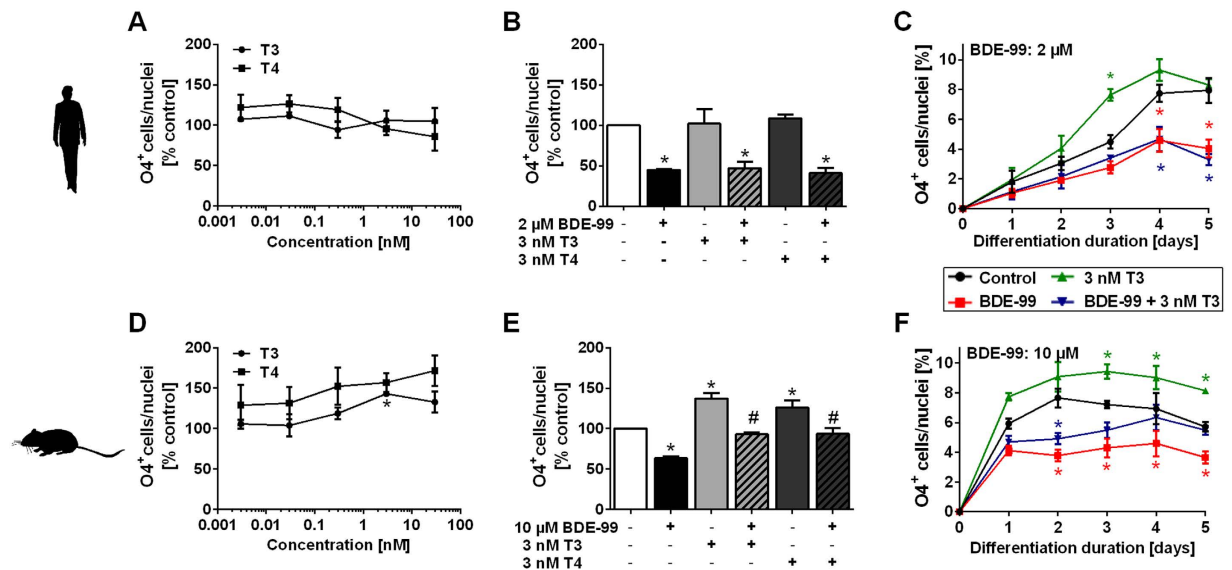 A
O4⁺ cells/nuclei
[% control]
200
150
100
50
0
T3
T4
0.001 0.01 0.1 1 10 100
Concentration [nM]
B
O4⁺ cells/nuclei
[% control]
200
150
100
50
0
* * *
2 µM BDE-99 - + - + - +
3 nM T3 - - + + - -
3 nM T4 - - - - + +
C
BDE-99: 2 µM
O4⁺ cells/nuclei [%]
10
8
6
4
2
0
* * * * *
0 1 2 3 4 5
Differentiation duration [days]
Control 3 nM T3
BDE-99 BDE-99 + 3 nM T3
D
O4⁺ cells/nuclei
[% control]
200
150
100
50
0
T3
T4
*
0.001 0.01 0.1 1 10 100
Concentration [nM]
E
O4⁺ cells/nuclei
[% control]
200
150
100
50
0
* * # * #
10 µM BDE-99 - + - + - +
3 nM T3 - - + + - -
3 nM T4 - - - - + +
F
BDE-99: 10 µM
O4⁺ cells/nuclei [%]
10
8
6
4
2
0
* * *
*
* * * *
0 1 2 3 4 5
Differentiation duration [days]